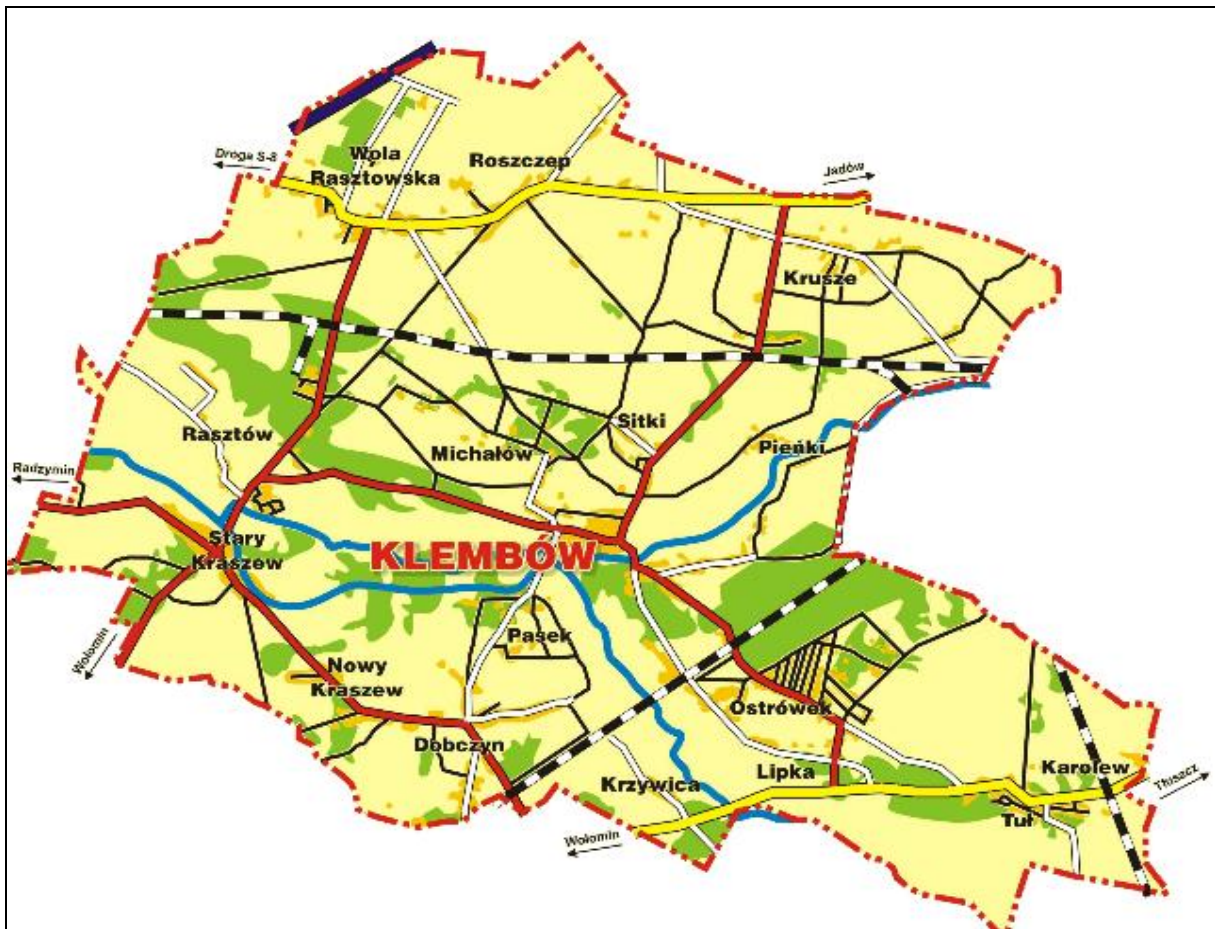 Droga S-8
Wola
Rasztowska
Roszczep
Jadów
Krusze
Rasztów
Michałów
Sitki
Pieńki
Radzymin
Stary
Kraszew
KLEMBÓW
Wołomin
Pasek
Nowy
Kraszew
Ostrówek
Dobczyn
Krzywica
Lipka
Karolew
Tłuszcz
Tuł
Wołomin